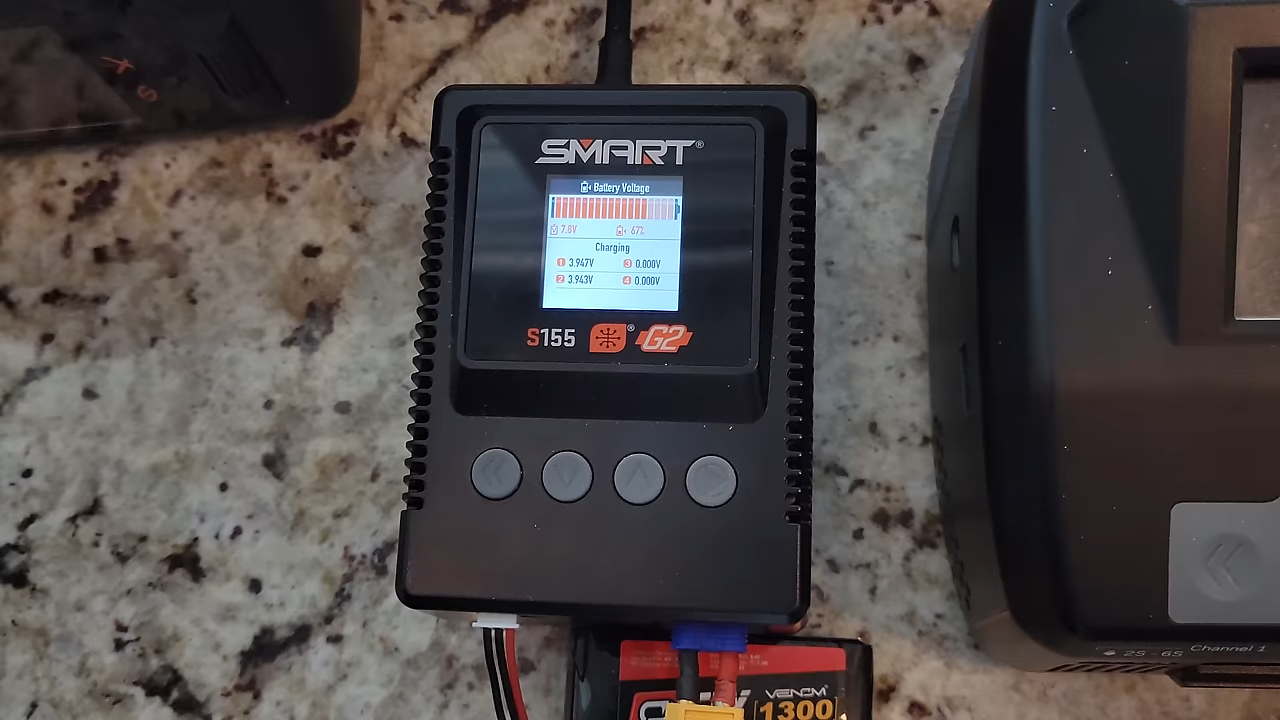 SMART®
Battery Voltage
7.8V 67%
Charging
1 3.947V 3 0.000V
2 3.943V 4 0.000V
S155 ® G2
2S - 6S Channel 1
VENOM
1300